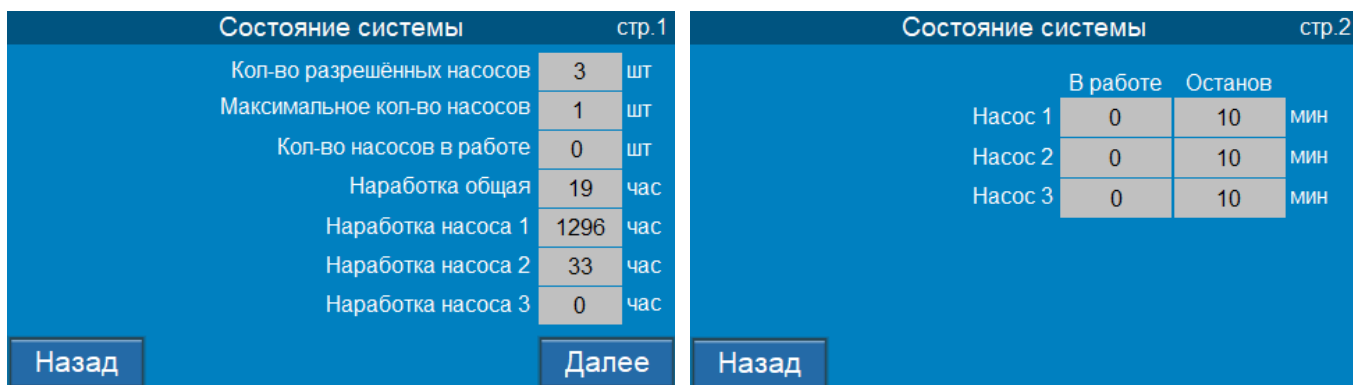 Состояние системы стр.1
Кол-во разрешённых насосов 3 шт
Максимальное кол-во насосов 1 шт
Кол-во насосов в работе 0 шт
Наработка общая 19 час
Наработка насоса 1 1296 час
Наработка насоса 2 33 час
Наработка насоса 3 0 час
Назад Далее
Состояние системы стр.2
В работе Останов
Насос 1 0 10 мин
Насос 2 0 10 мин
Насос 3 0 10 мин
Назад